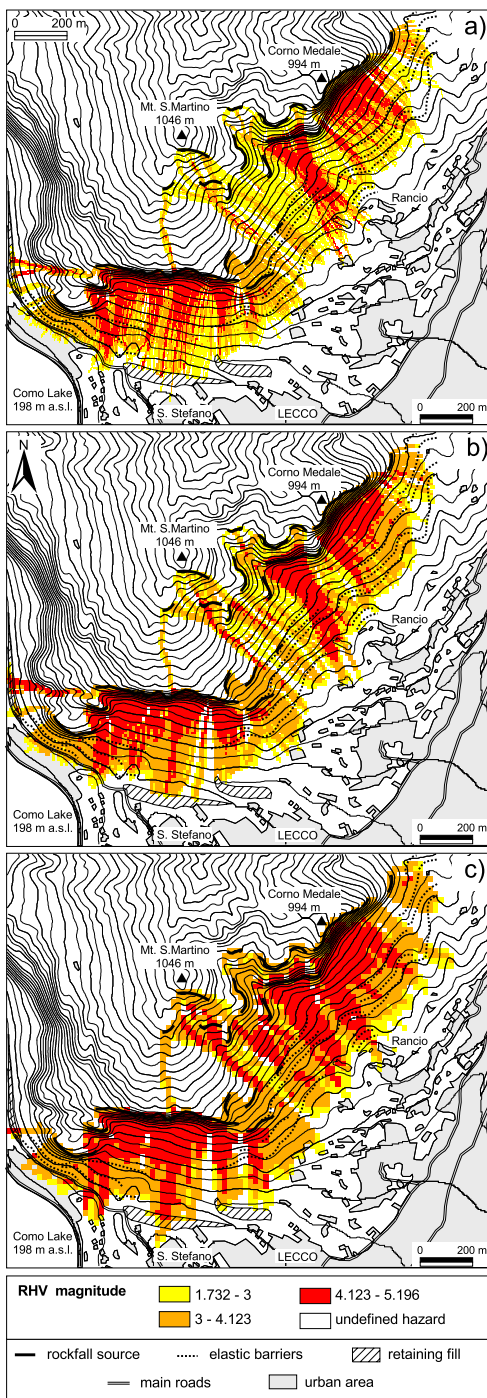 0 200 m
a)
Corno Medale
994 m
Mt. S.Martino
1046 m
Rancio
Como Lake
198 m a.s.l.
S. Stefano
LECCO
0 200 m
b)
N
Corno Medale
994 m
Mt. S.Martino
1046 m
Rancio
Como Lake
198 m a.s.l.
S. Stefano
LECCO
0 200 m
c)
Corno Medale
994 m
Mt. S.Martino
1046 m
Rancio
Como Lake
198 m a.s.l.
S. Stefano
LECCO
0 200 m
RHV magnitude
1.732 - 3
4.123 - 5.196
3 - 4.123
undefined hazard
rockfall source
elastic barriers
retaining fill
main roads
urban area